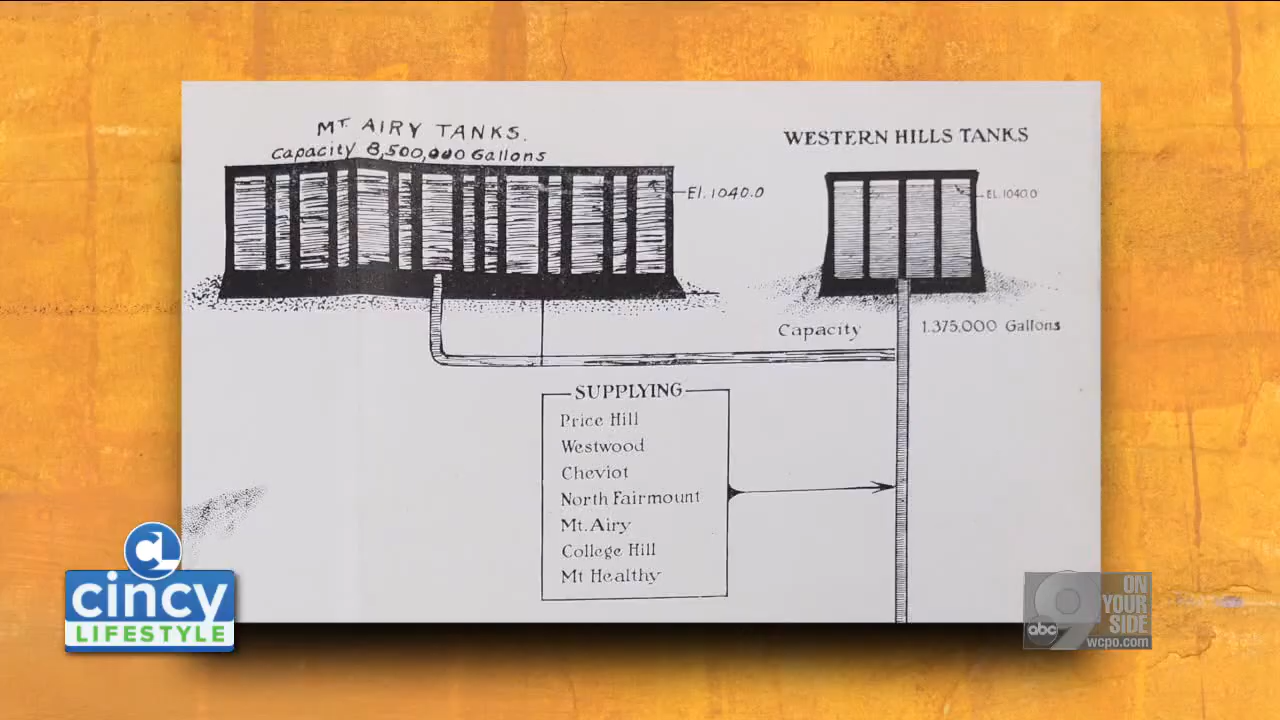 MT. AIRY TANKS.
Capacity 8,500,000 Gallons
El. 1040.0
WESTERN HILLS TANKS
El. 1040.0
Capacity 1.375,000 Gallons
SUPPLYING
Price Hill
Westwood
Cheviot
North Fairmount
Mt. Airy
College Hill
Mt Healthy
CL
cincy
LIFESTYLE
9
abc
ON
YOUR
SIDE
wcpo.com